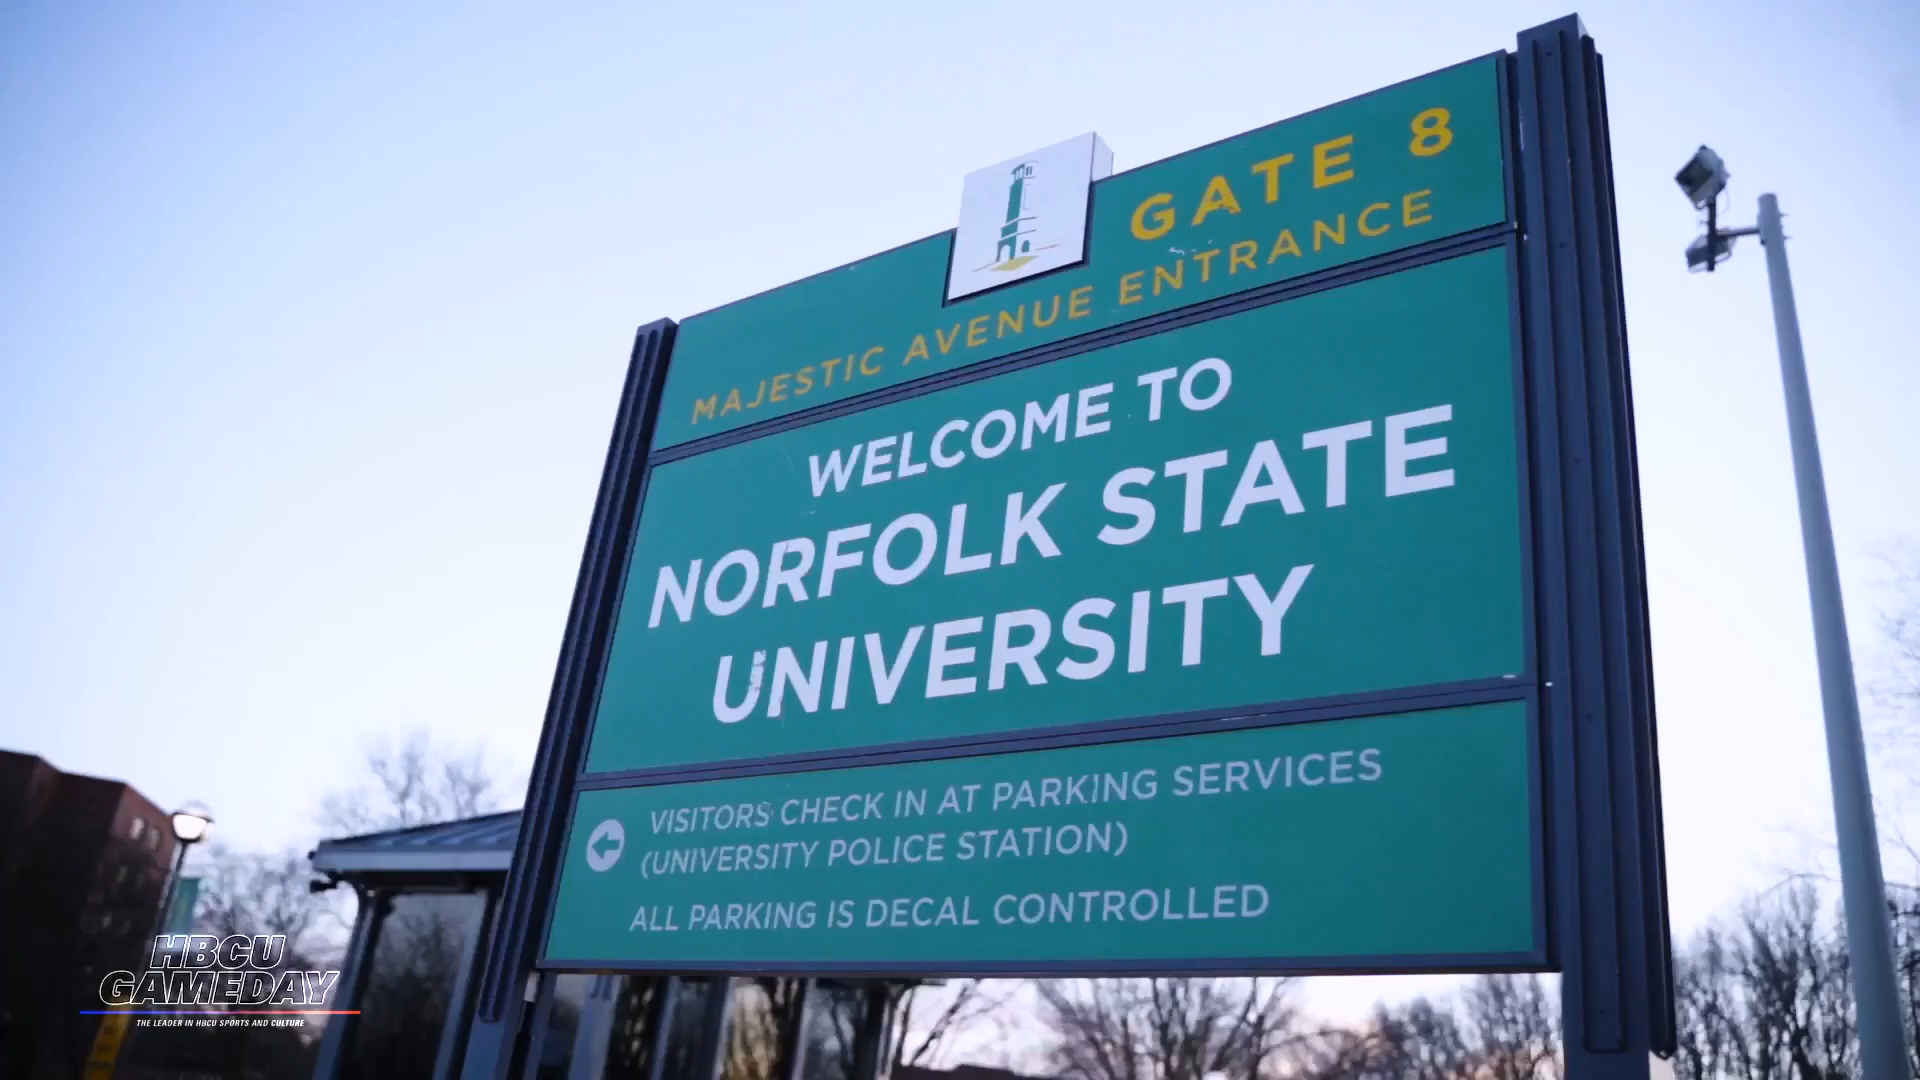 GATE 8
MAJESTIC AVENUE ENTRANCE
WELCOME TO
NORFOLK STATE
UNIVERSITY
VISITORS CHECK IN AT PARKING SERVICES
(UNIVERSITY POLICE STATION)
ALL PARKING IS DECAL CONTROLLED
HBCU
GAMEDAY
THE LEADER IN HBCU SPORTS AND CULTURE